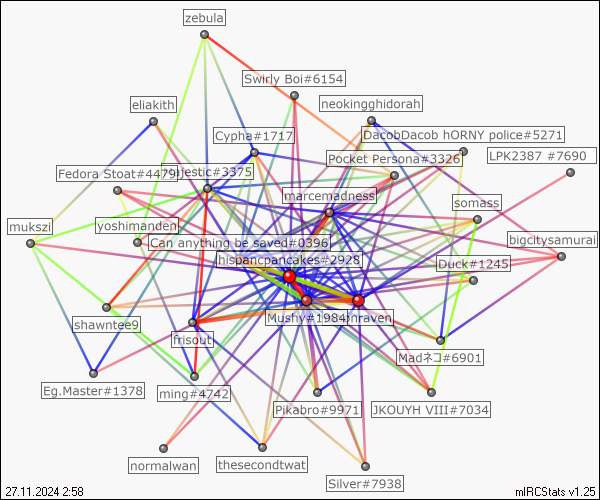 zebula
Swirly Boi#6154
eliakith
neokingghidorah
Cypha#1717
DacobDacob hORNY police#5271
Pocket Persona#3326
LPK2387 #7690
Fedora Stoat#4479
jestic#3375
marcemadness
somass
mukszi
yoshimanden
Can anything be saved#0396
bigcitysamurai
hispancpancakes#2928
Duck#1245
shawntee9
Mushy#1984
nraven
frisout
Madネコ#6901
Eg.Master#1378
ming#4742
Pikabro#9971
JKOUYH VIII#7034
normalwan
thesecondtwat
Silver#7938
27.11.2024 2:58
mIRCStats v1.25